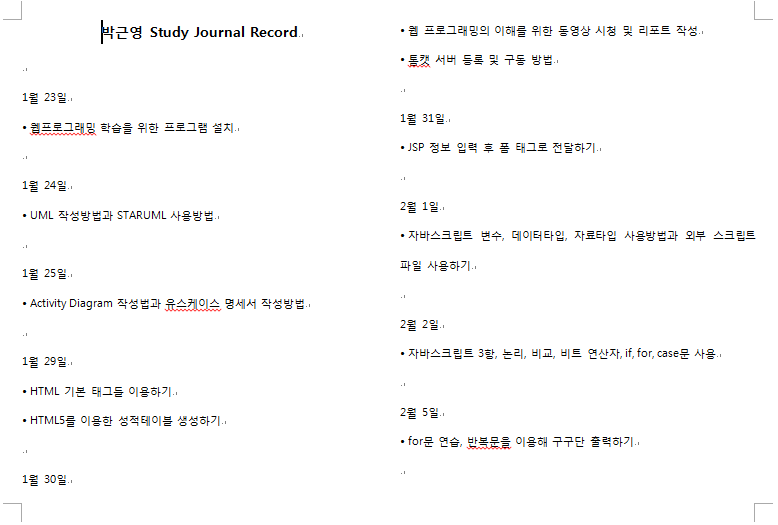 박근영 Study Journal Record
1월 23일
• 웹프로그래밍 학습을 위한 프로그램 설치
1월 24일
• UML 작성방법과 STARUML 사용방법
1월 25일
• Activity Diagram 작성법과 유스케이스 명세서 작성방법
1월 29일
• HTML 기본 태그들 이용하기
• HTML5를 이용한 성적테이블 생성하기
1월 30일
• 웹 프로그래밍의 이해를 위한 동영상 시청 및 리포트 작성
• 톰캣 서버 등록 및 구동 방법
1월 31일
• JSP 정보 입력 후 폼 태그로 전달하기
2월 1일
• 자바스크립트 변수, 데이터타입, 자료타입 사용방법과 외부 스크립트
파일 사용하기
2월 2일
• 자바스크립트 3항, 논리, 비교, 비트 연산자, if, for, case문 사용
2월 5일
• for문 연습, 반복문을 이용해 구구단 출력하기